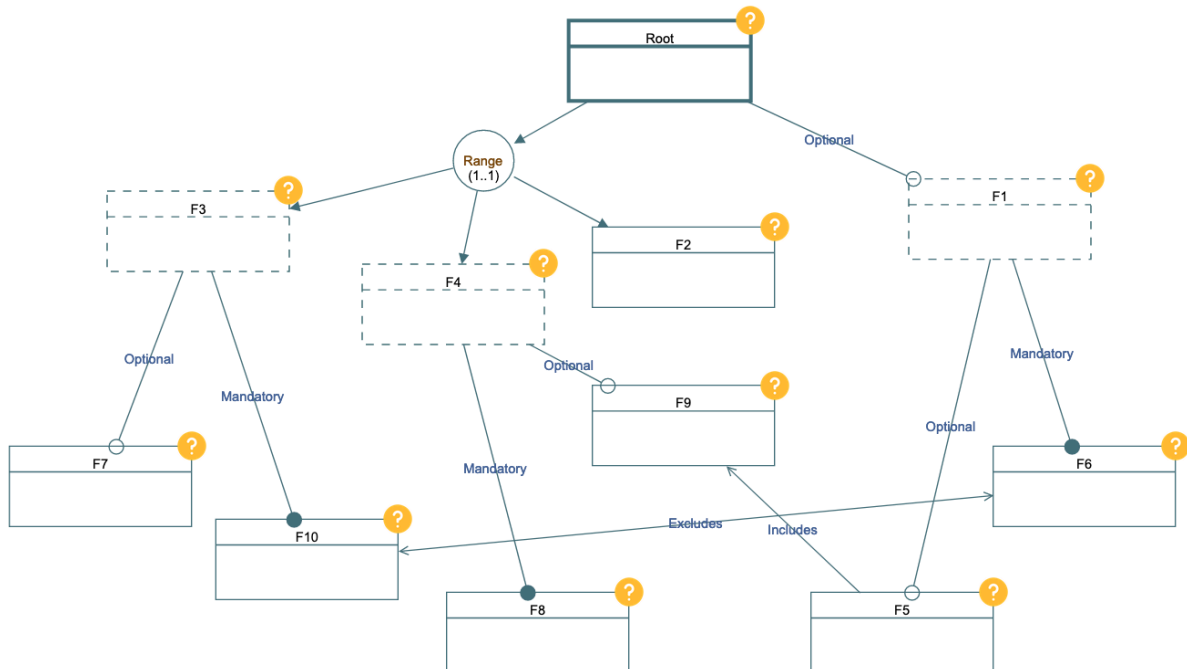 ?
Root
Optional
Range
(1..1)
?
F3
?
F1
?
F2
?
F4
Optional
Optional
Mandatory
?
F9
Mandatory
Optional
?
F7
Mandatory
?
F6
?
F10
Excludes
Includes
?
F8
?
F5